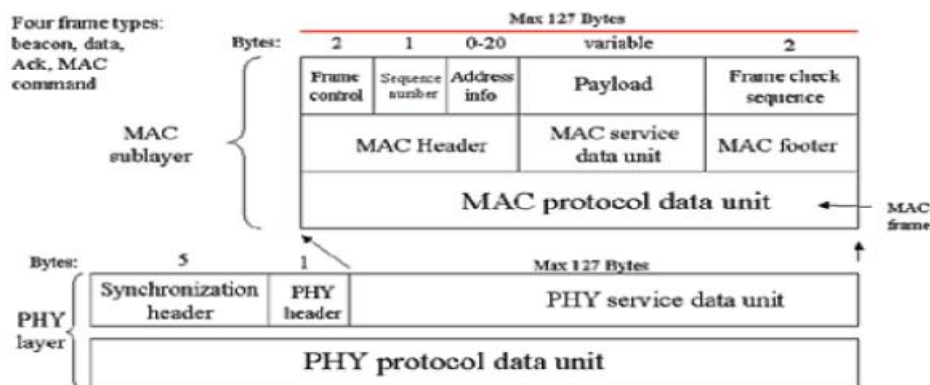 Four frame types:
beacon, data,
Ack, MAC
command
Max 127 Bytes
Bytes: 2 1 0-20 variable 2
Frame control
Sequence number
Address info
Payload
Frame check sequence
MAC sublayer
MAC Header
MAC service data unit
MAC footer
MAC protocol data unit
MAC frame
Bytes: 5 1 Max 127 Bytes
Synchronization header
PHY header
PHY service data unit
PHY layer
PHY protocol data unit